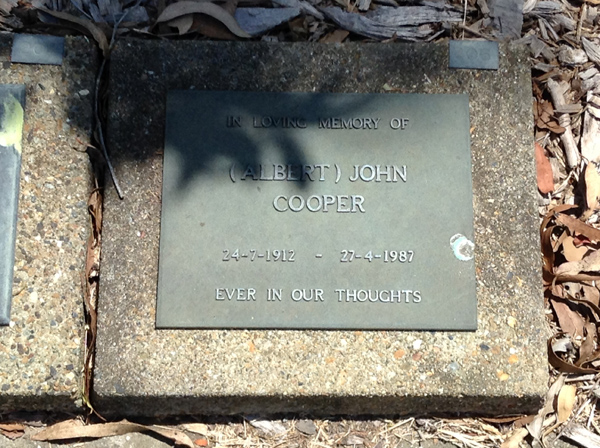 IN LOVING MEMORY OF
(ALBERT) JOHN
COOPER
24-7-1912 - 27-4-1987
EVER IN OUR THOUGHTS